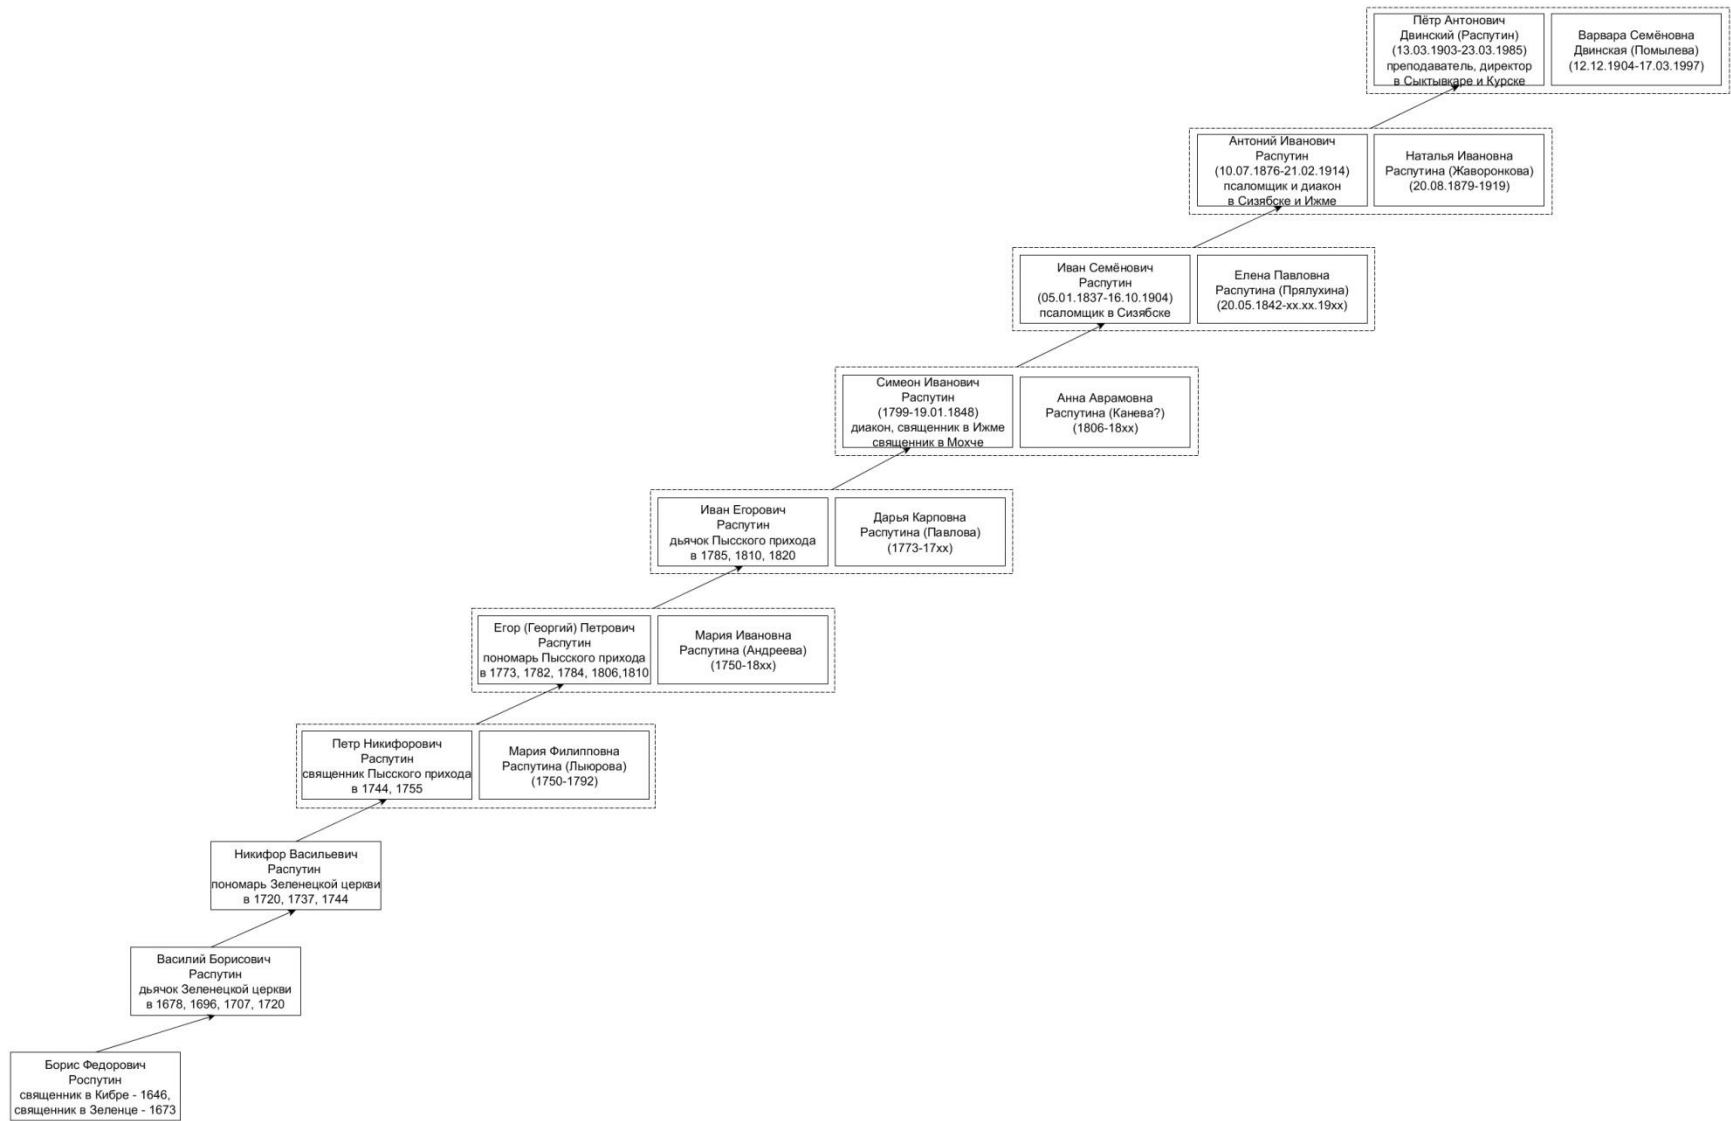 Пётр Антонович
Двинский (Распутин)
(13.03.1903-23.03.1985)
преподаватель, директор
в Сыктывкаре и Курске
Варвара Семёновна
Двинская (Помылева)
(12.12.1904-17.03.1997)
Антоний Иванович
Распутин
(10.07.1876-21.02.1914)
псаломщик и диакон
в Сизябске и Ижме
Наталья Ивановна
Распутина (Жаворонкова)
(20.08.1879-1919)
Иван Семёнович
Распутин
(05.01.1837-16.10.1904)
псаломщик в Сизябске
Елена Павловна
Распутина (Прялухина)
(20.05.1842-xx.xx.19xx)
Симеон Иванович
Распутин
(1799-19.01.1848)
диакон, священник в Ижме
священник в Мохче
Анна Аврамовна
Распутина (Канева?)
(1806-18xx)
Иван Егорович
Распутин
дьячок Пысского прихода
в 1785, 1810, 1820
Дарья Карповна
Распутина (Павлова)
(1773-17xx)
Егор (Георгий) Петрович
Распутин
пономарь Пысского прихода
в 1773, 1782, 1784, 1806,1810
Мария Ивановна
Распутина (Андреева)
(1750-18xx)
Петр Никифорович
Распутин
священник Пысского прихода
в 1744, 1755
Мария Филипповна
Распутина (Лыюрова)
(1750-1792)
Никифор Васильевич
Распутин
пономарь Зеленецкой церкви
в 1720, 1737, 1744
Василий Борисович
Распутин
дьячок Зеленецкой церкви
в 1678, 1696, 1707, 1720
Борис Федорович
Роспутин
священник в Кибре - 1646,
священник в Зеленце - 1673